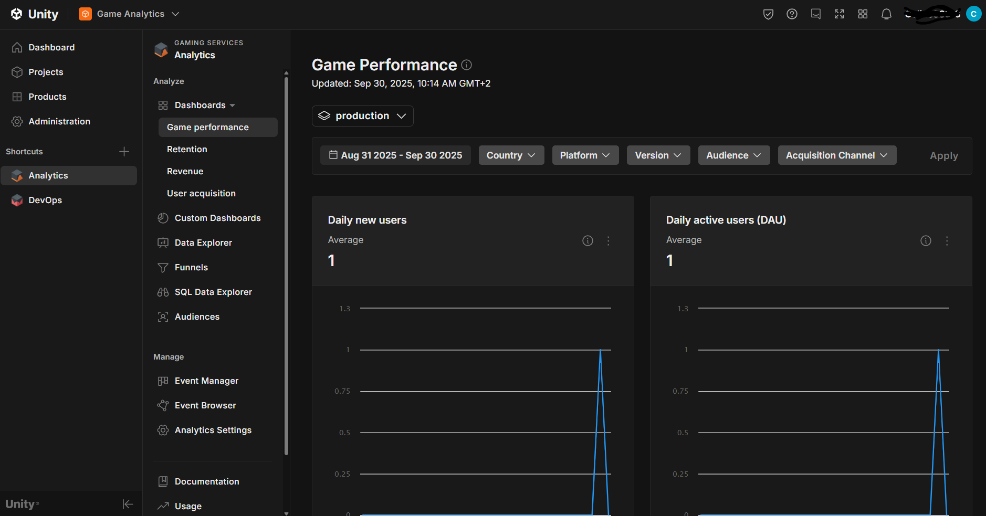 Unity
Game Analytics
C
Dashboard
Projects
Products
Administration
Shortcuts
Analytics
DevOps
Unity
GAMING SERVICES
Analytics
Analyze
Dashboards
Game performance
Retention
Revenue
User acquisition
Custom Dashboards
Data Explorer
Funnels
SQL Data Explorer
Audiences
Manage
Event Manager
Event Browser
Analytics Settings
Documentation
Usage
Game Performance
Updated: Sep 30, 2025, 10:14 AM GMT+2
production
Aug 31 2025 - Sep 30 2025 Country Platform Version Audience Acquisition Channel Apply
Daily new users
Average
1
1.3
1
0.75
0.5
0.25
0
Daily active users (DAU)
Average
1
1.3
1
0.75
0.5
0.25
0